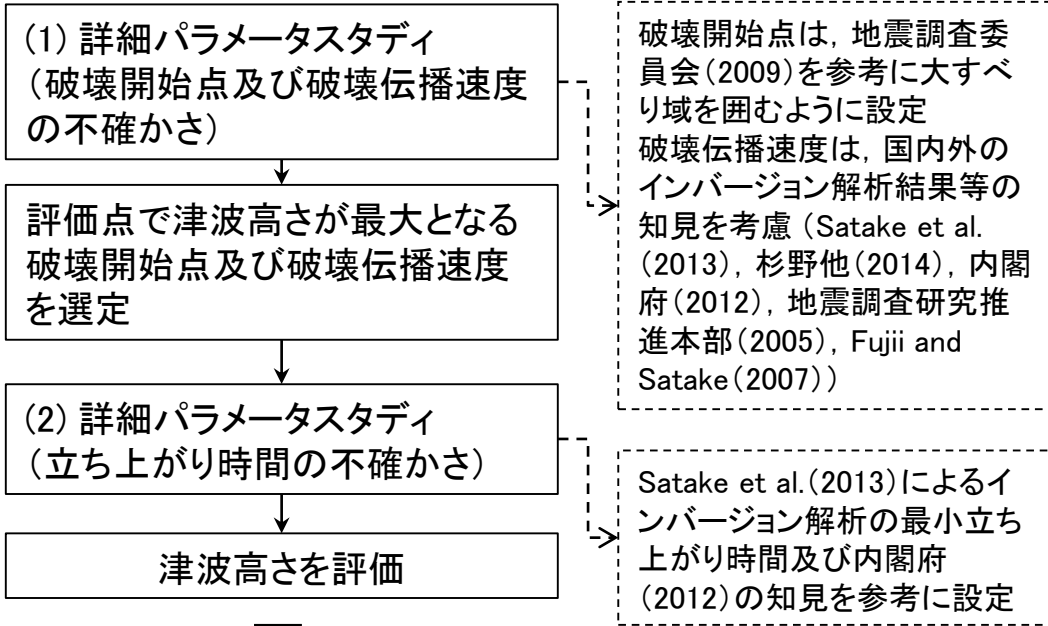 (1) 詳細パラメータスタディ
(破壊開始点及び破壊伝播速度
の不確かさ)
評価点で津波高さが最大となる
破壊開始点及び破壊伝播速度
を選定
(2) 詳細パラメータスタディ
(立ち上がり時間の不確かさ)
津波高さを評価
破壊開始点は，地震調査委
員会(2009)を参考に大すべ
り域を囲むように設定
破壊伝播速度は，国内外の
インバージョン解析結果等の
知見を考慮 (Satake et al.
(2013)，杉野他(2014)，内閣
府(2012)，地震調査研究推
進本部(2005)，Fujii and
Satake(2007))
Satake et al.(2013)によるイ
ンバージョン解析の最小立ち
上がり時間及び内閣府
(2012)の知見を参考に設定